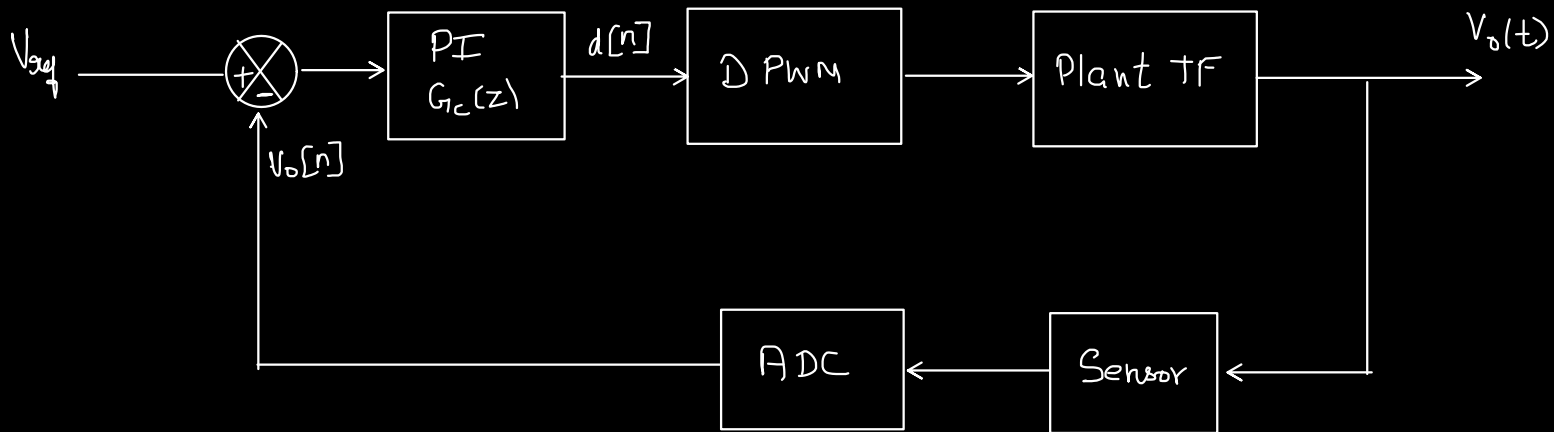 Vref
+
-
PI
Gc(z)
d[n]
DPWM
Plant TF
Vo(t)
Vo[n]
ADC
Sensor